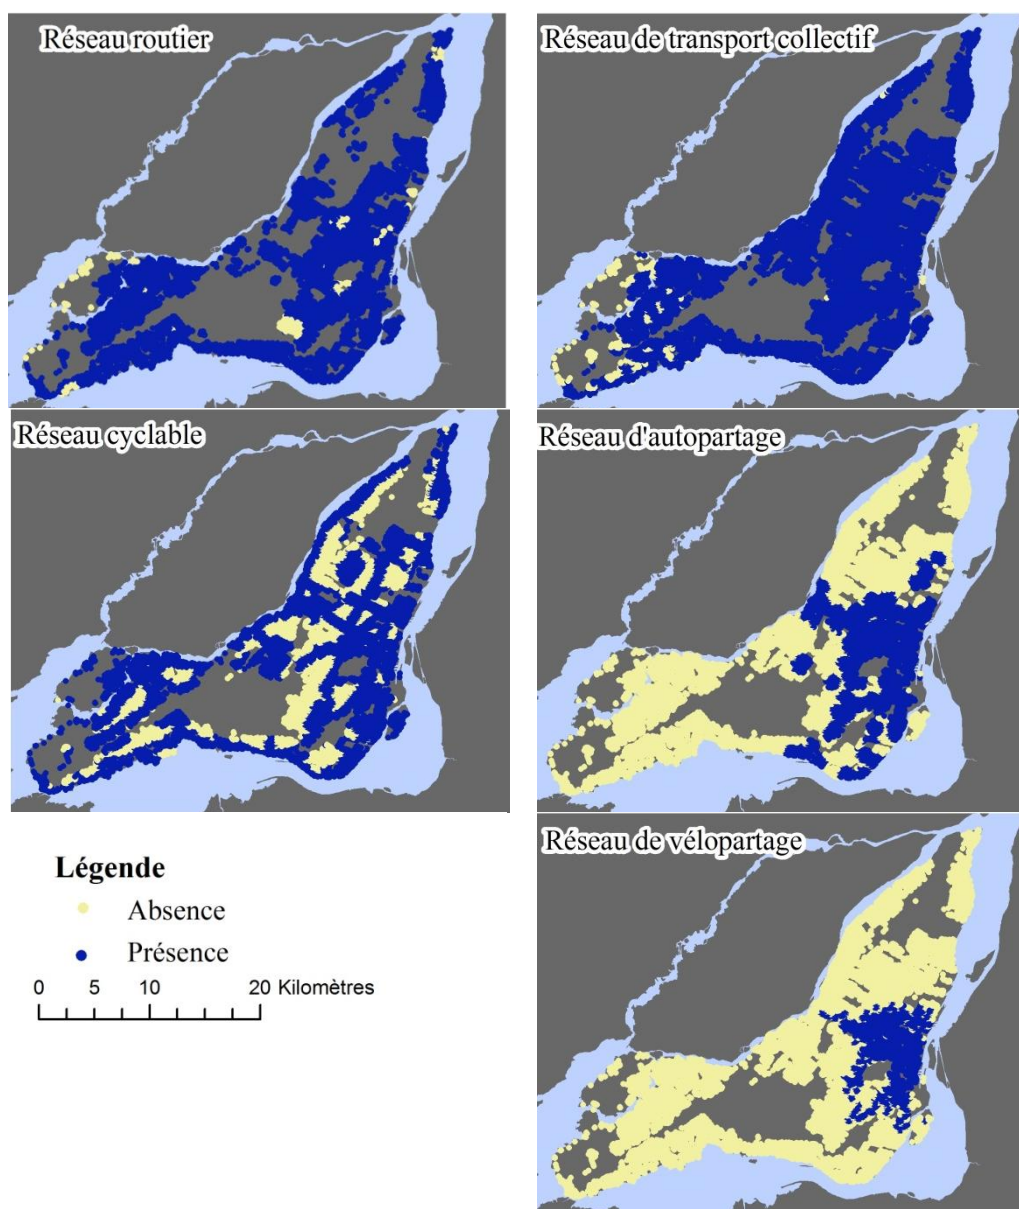 Réseau routier
Réseau de transport collectif
Réseau cyclable
Réseau d'autopartage
Réseau de vélopartage
Légende
Absence
Présence
0 5 10 20 Kilomètres